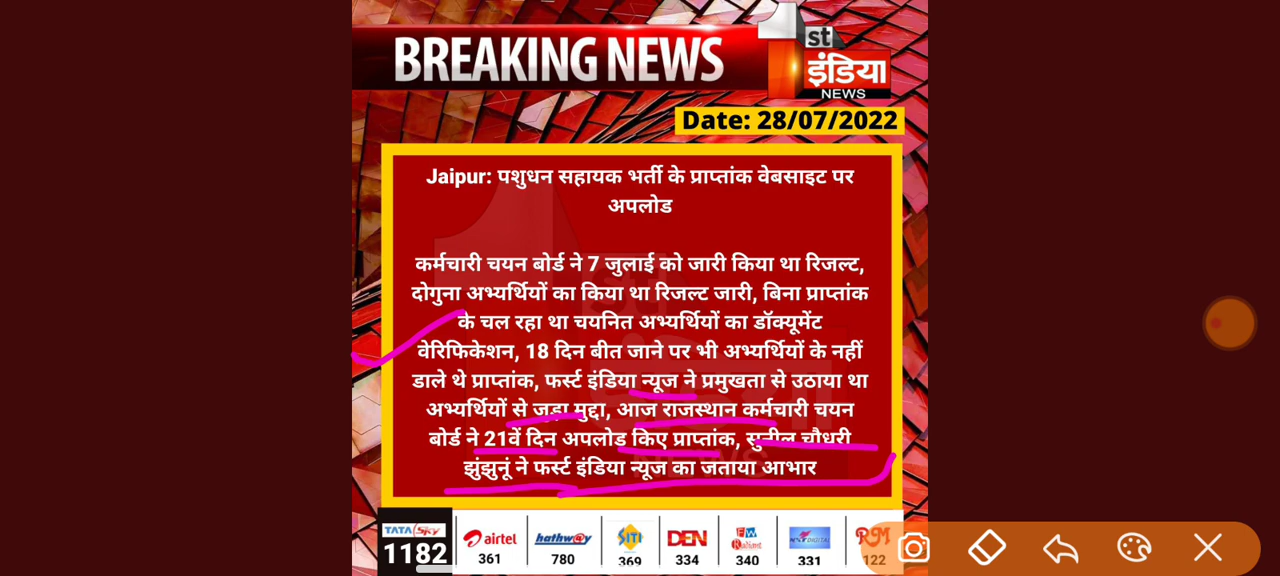 BREAKING NEWS
1st
इंडिया
NEWS
Date: 28/07/2022
Jaipur: पशुधन सहायक भर्ती के प्राप्तांक वेबसाइट पर
अपलोड
कर्मचारी चयन बोर्ड ने 7 जुलाई को जारी किया था रिजल्ट,
दोगुना अभ्यर्थियों का किया था रिजल्ट जारी, बिना प्राप्तांक
के चल रहा था चयनित अभ्यर्थियों का डॉक्यूमेंट
वेरिफिकेशन, 18 दिन बीत जाने पर भी अभ्यर्थियों के नहीं
डाले थे प्राप्तांक, फर्स्ट इंडिया न्यूज ने प्रमुखता से उठाया था
अभ्यर्थियों से जुड़ा मुद्दा, आज राजस्थान कर्मचारी चयन
बोर्ड ने 21वें दिन अपलोड किए प्राप्तांक, सुनील चौधरी
झुंझुनूं ने फर्स्ट इंडिया न्यूज का जताया आभार
TATA Sky airtel hathway SITI DEN DIGITAL RM
1182 361 780 369 334 340 331 122